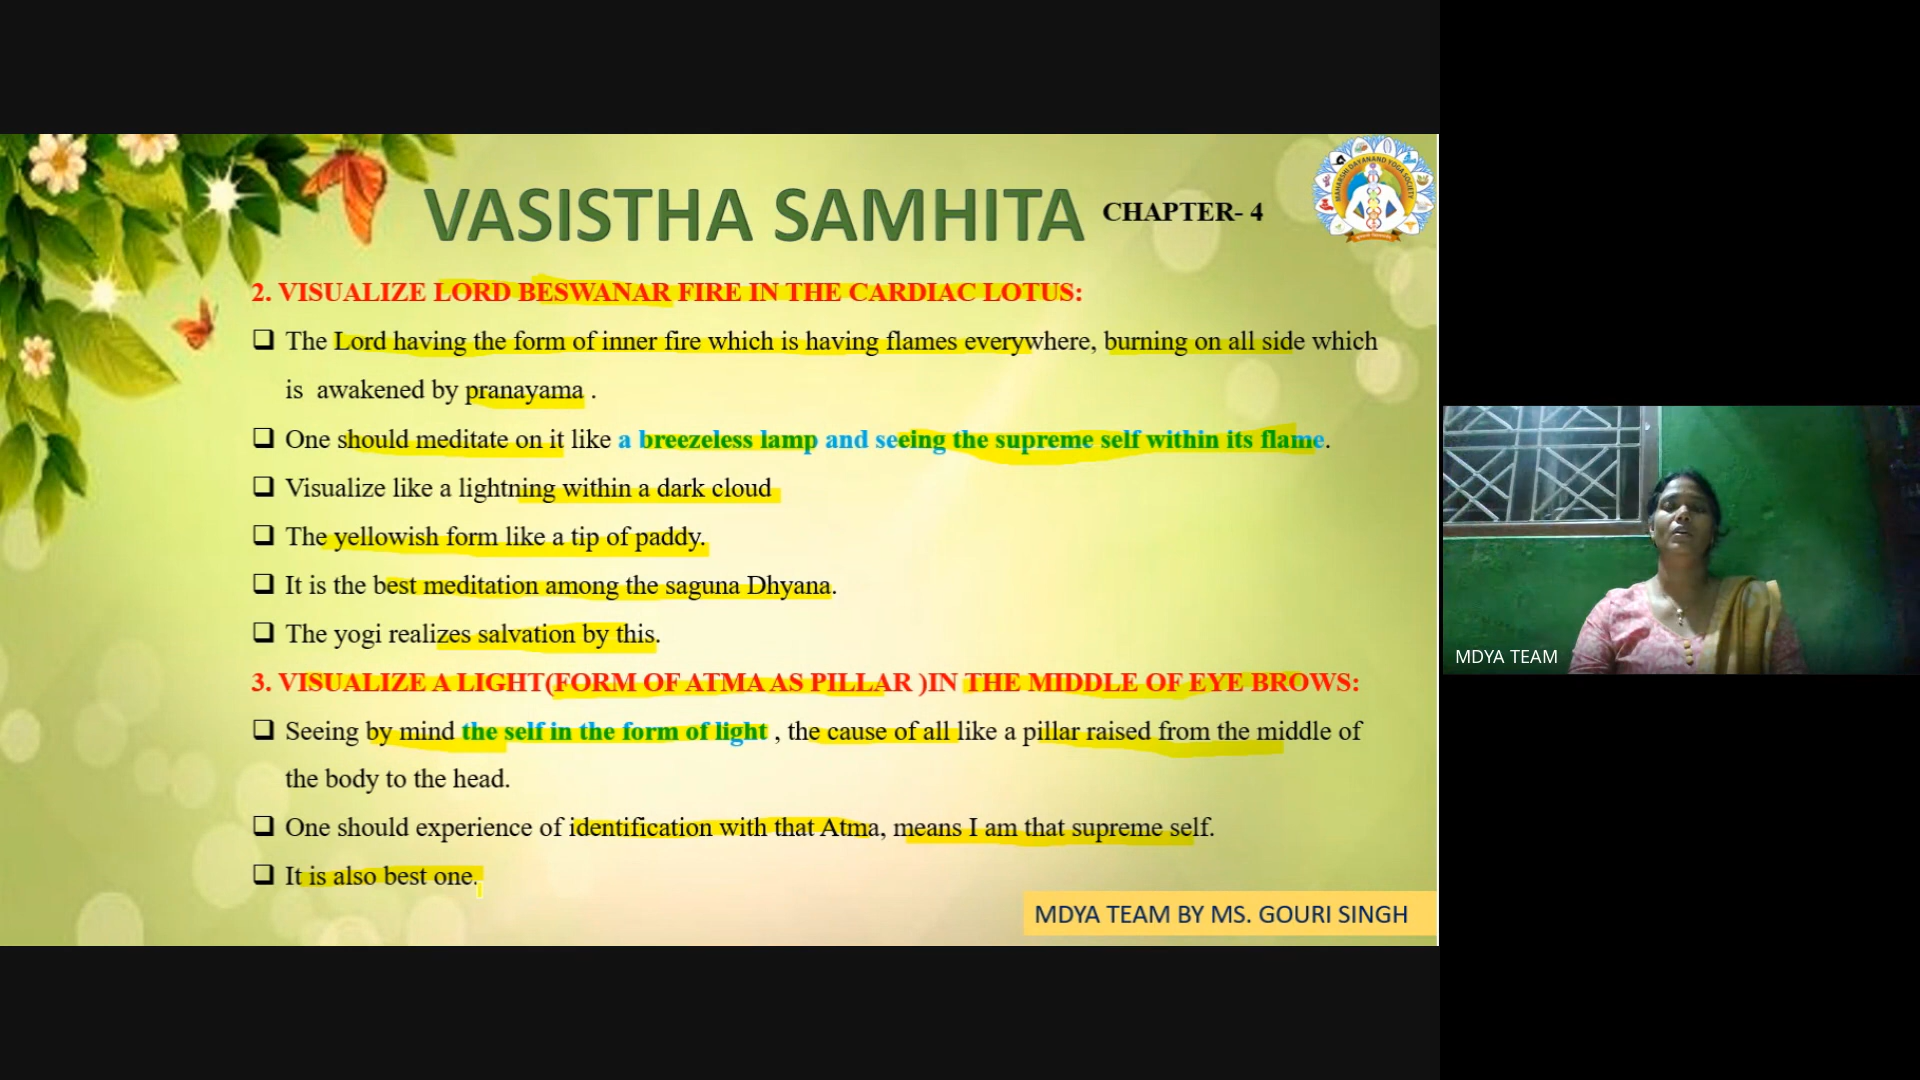 VASISTHA SAMHITA CHAPTER- 4
MAHARSHI DAYANAND YOGA SOCIETY
2. VISUALIZE LORD BESWANAR FIRE IN THE CARDIAC LOTUS:
❑ The Lord having the form of inner fire which is having flames everywhere, burning on all side which
is awakened by pranayama .
❑ One should meditate on it like a breezeless lamp and seeing the supreme self within its flame.
❑ Visualize like a lightning within a dark cloud
❑ The yellowish form like a tip of paddy.
❑ It is the best meditation among the saguna Dhyana.
❑ The yogi realizes salvation by this.
3. VISUALIZE A LIGHT(FORM OF ATMA AS PILLAR )IN THE MIDDLE OF EYE BROWS:
❑ Seeing by mind the self in the form of light , the cause of all like a pillar raised from the middle of
the body to the head.
❑ One should experience of identification with that Atma, means I am that supreme self.
❑ It is also best one.
MDYA TEAM BY MS. GOURI SINGH
MDYA TEAM